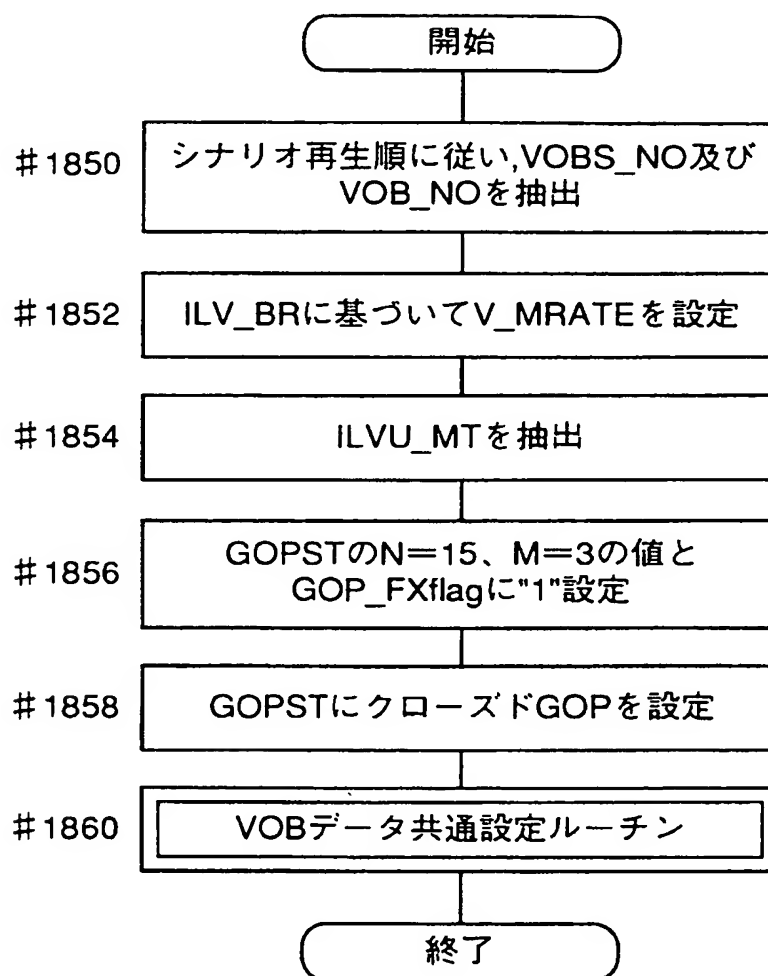 開始
#1850
シナリオ再生順に従い,VOBS_NO及び
VOB_NOを抽出
#1852
ILV_BRに基づいてV_MRATEを設定
#1854
ILVU_MTを抽出
#1856
GOPSTのN=15、M=3の値と
GOP_FXflagに"1"設定
#1858
GOPSTにクローズドGOPを設定
#1860
VOBデータ共通設定ルーチン
終了